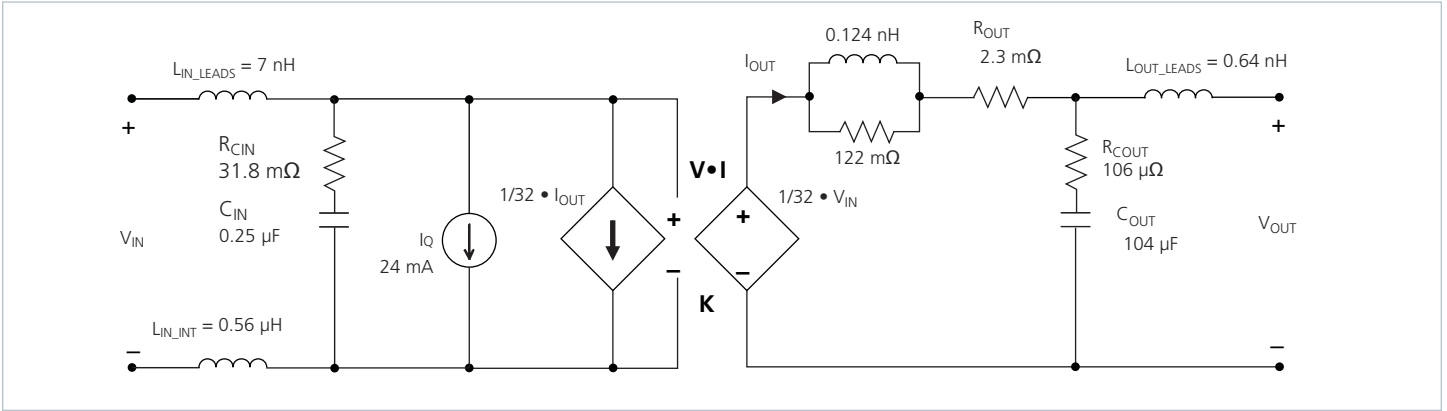 L_IN_LEADS = 7 nH
+
R_CIN
31.8 mΩ
C_IN
0.25 µF
V_IN
L_IN_INT = 0.56 µH
−
I_Q
24 mA
1/32 • I_OUT
+
−
V•I
K
+
−
1/32 • V_IN
I_OUT
0.124 nH
122 mΩ
R_OUT
2.3 mΩ
L_OUT_LEADS = 0.64 nH
+
R_COUT
106 µΩ
C_OUT
104 µF
V_OUT
−